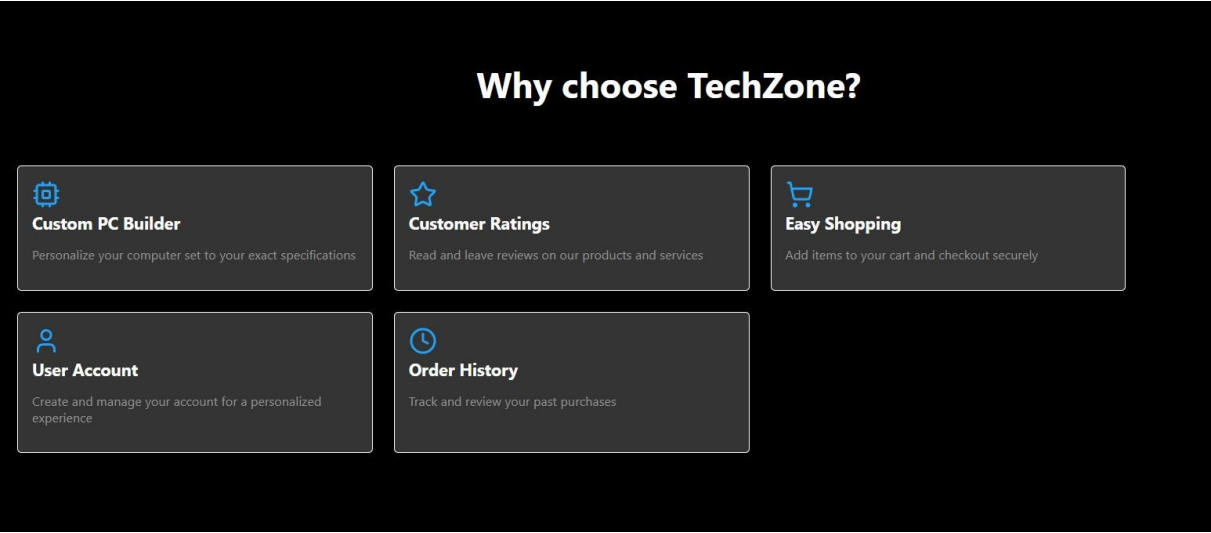 Why choose TechZone?
Custom PC Builder
Personalize your computer set to your exact specifications
Customer Ratings
Read and leave reviews on our products and services
Easy Shopping
Add items to your cart and checkout securely
User Account
Create and manage your account for a personalized
experience
Order History
Track and review your past purchases